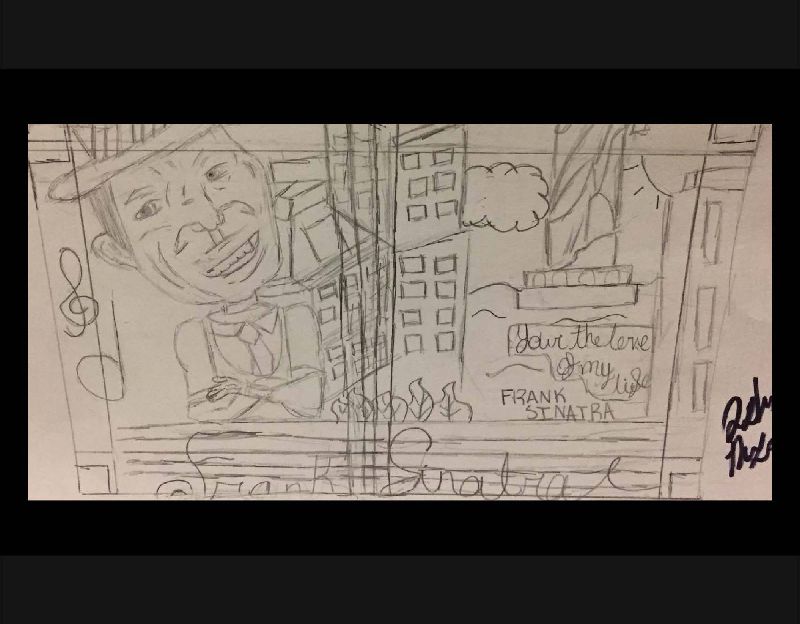 Your the love
of my
life
FRANK
SINATRA
Frank Sinatra